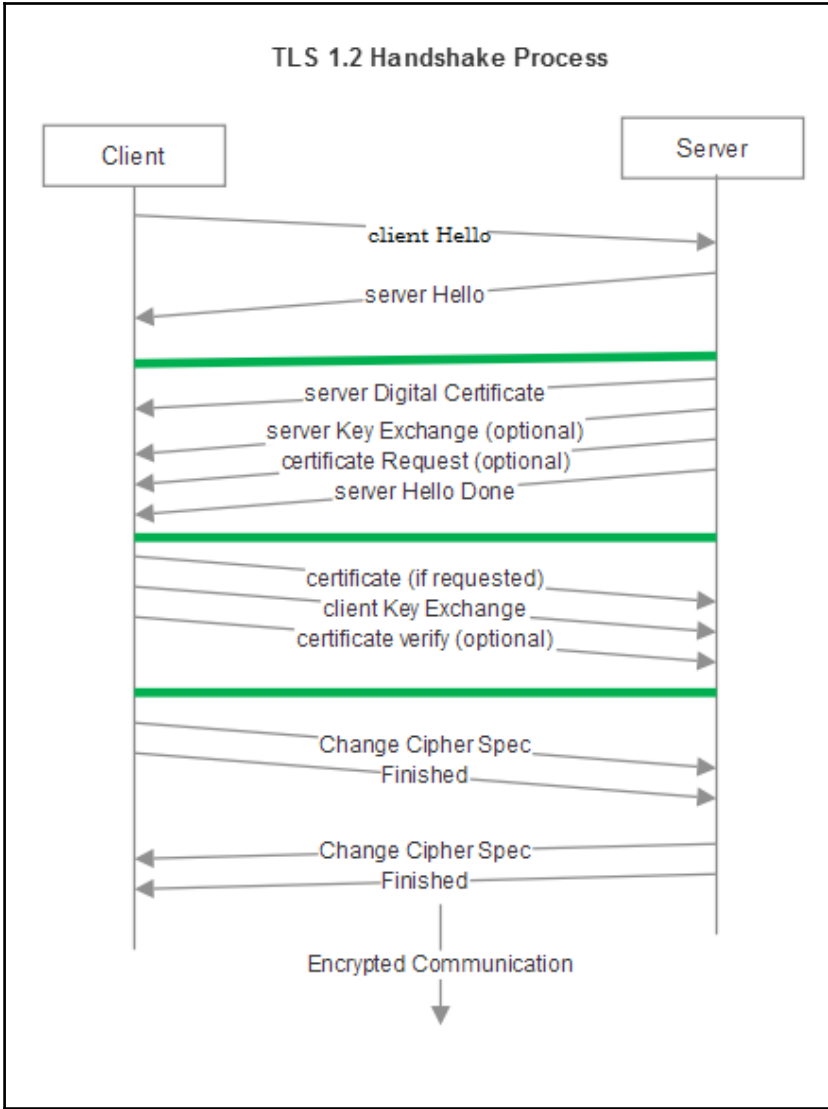 TLS 1.2 Handshake Process
Client
Server
client Hello
server Hello
server Digital Certificate
server Key Exchange (optional)
certificate Request (optional)
server Hello Done
certificate (if requested)
client Key Exchange
certificate verify (optional)
Change Cipher Spec
Finished
Change Cipher Spec
Finished
Encrypted Communication